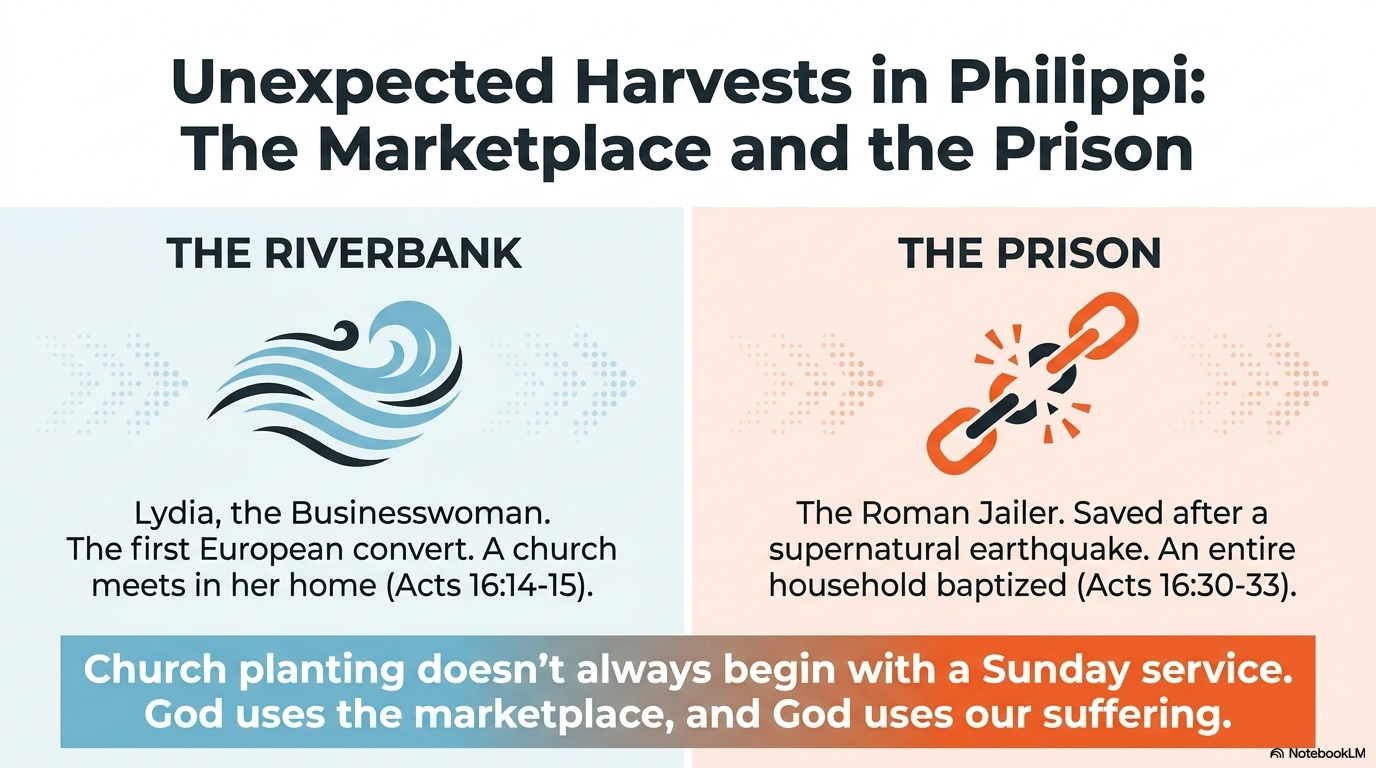 Unexpected Harvests in Philippi:
The Marketplace and the Prison
THE RIVERBANK
Lydia, the Businesswoman.
The first European convert. A church
meets in her home (Acts 16:14-15).
THE PRISON
The Roman Jailer. Saved after a
supernatural earthquake. An entire
household baptized (Acts 16:30-33).
Church planting doesn’t always begin with a Sunday service.
God uses the marketplace, and God uses our suffering.
NotebookLM